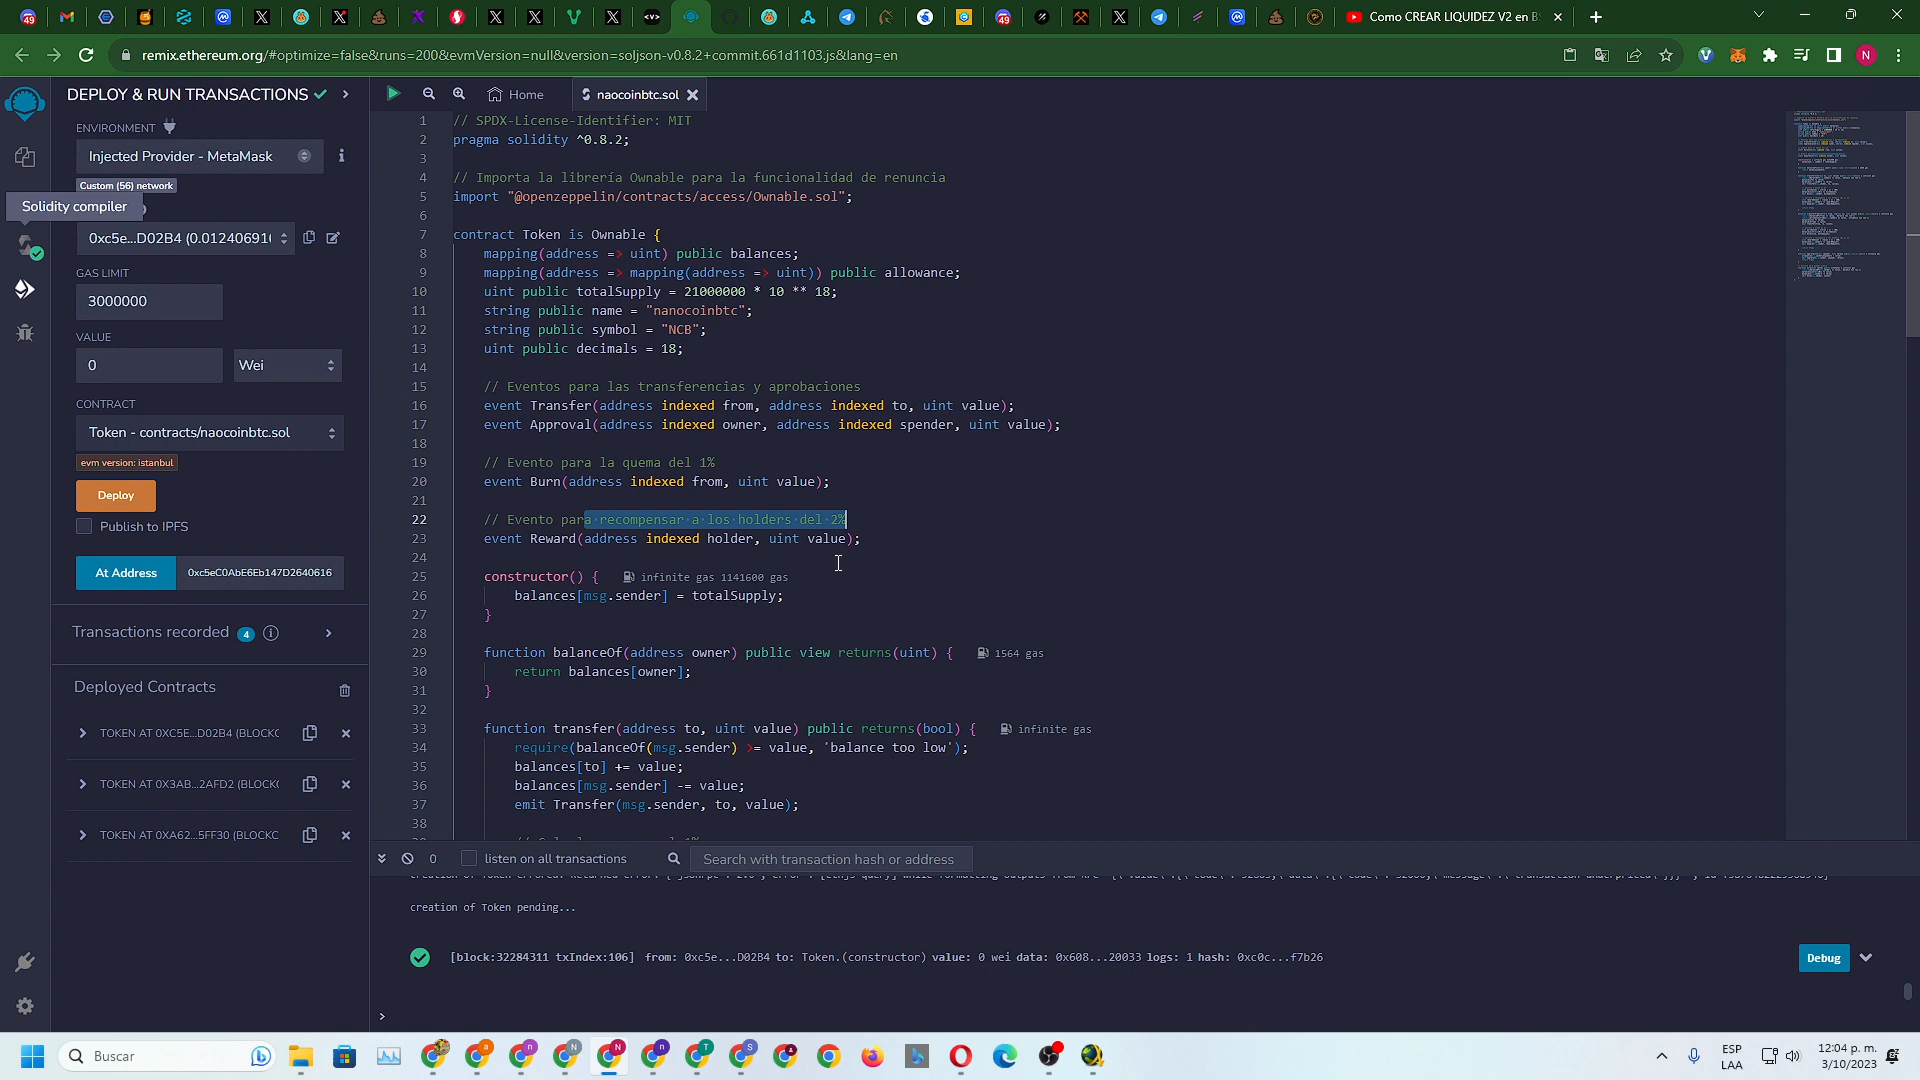 Como CREAR LIQUIDEZ V2 en BS
remix.ethereum.org/#optimize=false&runs=200&evmVersion=null&version=soljson-v0.8.2+commit.661d1103.js&lang=en
DEPLOY & RUN TRANSACTIONS
Home
naocoinbtc.sol
ENVIRONMENT
Injected Provider - MetaMask
Custom (56) network
Solidity compiler
0xc5e...D02B4 (0.01240691(
GAS LIMIT
3000000
VALUE
0
Wei
CONTRACT
Token - contracts/naocoinbtc.sol
evm version: istanbul
Deploy
Publish to IPFS
At Address
0xc5eC0AbE6Eb147D2640616
Transactions recorded 4
Deployed Contracts
TOKEN AT 0XC5E...D02B4 (BLOCKC
TOKEN AT 0X3AB...2AFD2 (BLOCKC
TOKEN AT 0XA62...5FF30 (BLOCKC
1 // SPDX-License-Identifier: MIT
2 pragma solidity ^0.8.2;
3
4 // Importa la librería Ownable para la funcionalidad de renuncia
5 import "@openzeppelin/contracts/access/Ownable.sol";
6
7 contract Token is Ownable {
8 mapping(address => uint) public balances;
9 mapping(address => mapping(address => uint)) public allowance;
10 uint public totalSupply = 21000000 * 10 ** 18;
11 string public name = "nanocoinbtc";
12 string public symbol = "NCB";
13 uint public decimals = 18;
14
15 // Eventos para las transferencias y aprobaciones
16 event Transfer(address indexed from, address indexed to, uint value);
17 event Approval(address indexed owner, address indexed spender, uint value);
18
19 // Evento para la quema del 1%
20 event Burn(address indexed from, uint value);
21
22 // Evento para recompensar a los holders del 2%
23 event Reward(address indexed holder, uint value);
24
25 constructor() { infinite gas 1141600 gas
26 balances[msg.sender] = totalSupply;
27 }
28
29 function balanceOf(address owner) public view returns(uint) { 1564 gas
30 return balances[owner];
31 }
32
33 function transfer(address to, uint value) public returns(bool) { infinite gas
34 require(balanceOf(msg.sender) >= value, 'balance too low');
35 balances[to] += value;
36 balances[msg.sender] -= value;
37 emit Transfer(msg.sender, to, value);
38
0
listen on all transactions
Search with transaction hash or address
creation of Token pending...
[block:32284311 txIndex:106] from: 0xc5e...D02B4 to: Token.(constructor) value: 0 wei data: 0x608...20033 logs: 1 hash: 0xc0c...f7b26
Debug
>
Buscar
ESP
LAA
12:04 p. m.
3/10/2023